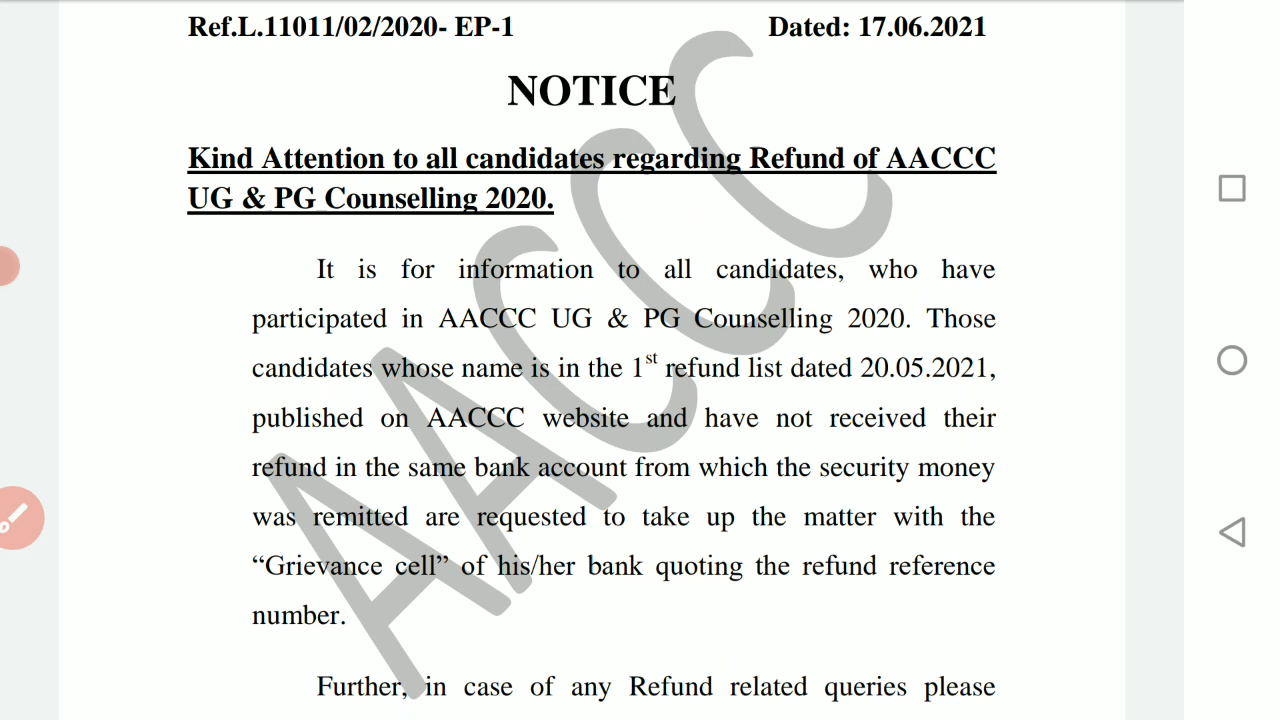 Ref.L.11011/02/2020- EP-1 Dated: 17.06.2021
NOTICE
Kind Attention to all candidates regarding Refund of AACCC
UG & PG Counselling 2020.
It is for information to all candidates, who have
participated in AACCC UG & PG Counselling 2020. Those
candidates whose name is in the 1st refund list dated 20.05.2021,
published on AACCC website and have not received their
refund in the same bank account from which the security money
was remitted are requested to take up the matter with the
“Grievance cell” of his/her bank quoting the refund reference
number.
Further, in case of any Refund related queries please
AACCC